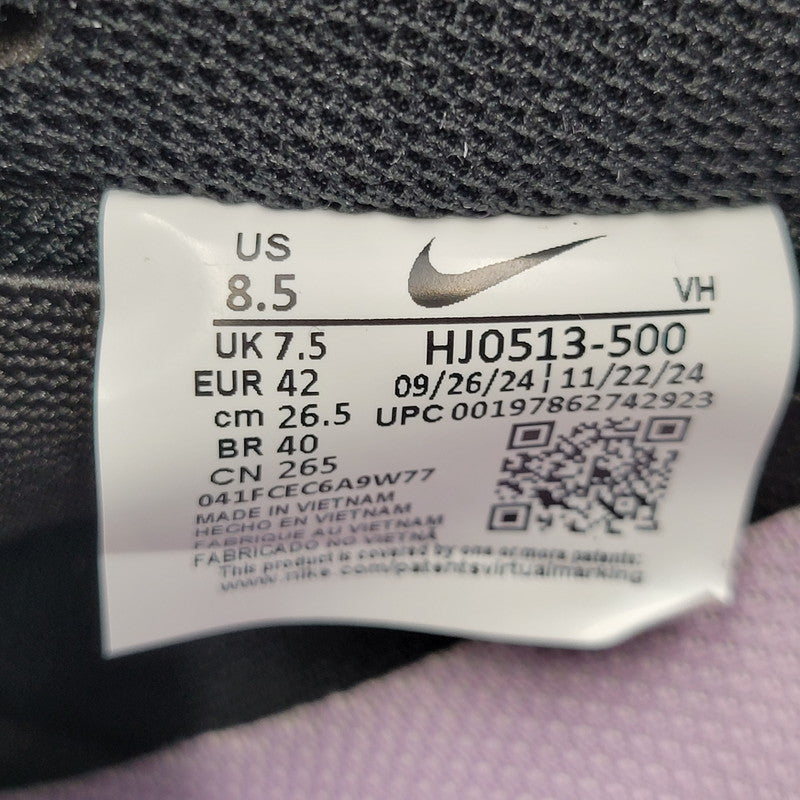 US
8.5
VH
UK 7.5
HJ0513-500
EUR 42
09/26/24 | 11/22/24
cm 26.5
UPC 00197862742923
BR 40
CN 265
041FCEC6A9W77
MADE IN VIETNAM
HECHO EN VIETNAM
FABRIQUE AU VIETNAM
FABRICADO NO VIETNÃ
This product is covered by one or more patents:
www.nike.com/patentsvirtualmarking